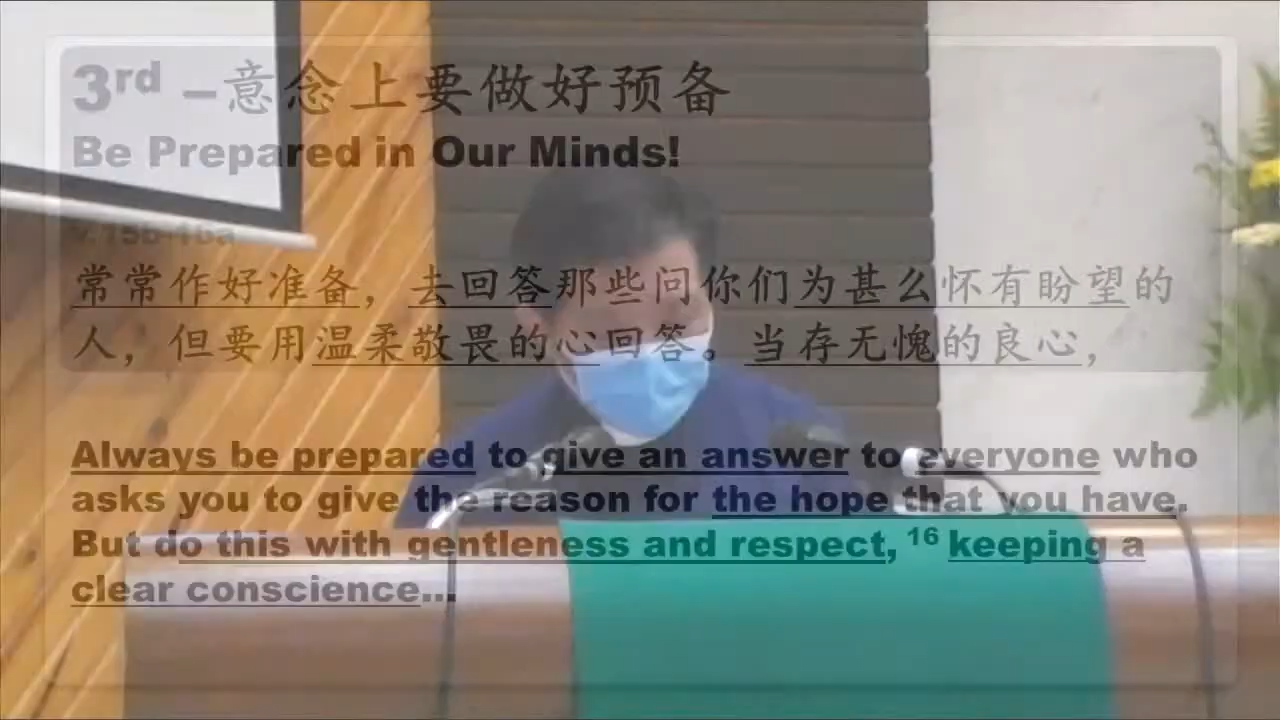 3rd – 意念上要做好预备
Be Prepared in Our Minds!
v.15b-16a
常常作好准备，去回答那些问你们为甚么怀有盼望的
人，但要用温柔敬畏的心回答。当存无愧的良心，
Always be prepared to give an answer to everyone who
asks you to give the reason for the hope that you have.
But do this with gentleness and respect, 16 keeping a
clear conscience...